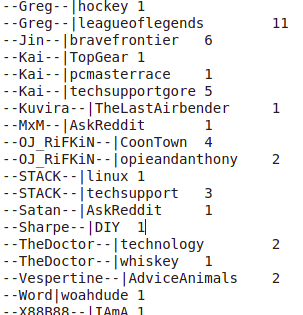 --Greg--|hockey 1
--Greg--|leagueoflegends 11
--Jin--|bravefrontier 6
--Kai--|TopGear 1
--Kai--|pcmasterrace 1
--Kai--|techsupportgore 5
--Kuvira--|TheLastAirbender 1
--MxM--|AskReddit 1
--OJ_RiFKiN--|CoonTown 4
--OJ_RiFKiN--|opieandanthony 2
--STACK--|linux 1
--STACK--|techsupport 3
--Satan--|AskReddit 1
--Sharpe--|DIY 1
--TheDoctor--|technology 2
--TheDoctor--|whiskey 1
--Vespertine--|AdviceAnimals 2
--Word|woahdude 1
--X88B88--|IAmA 1